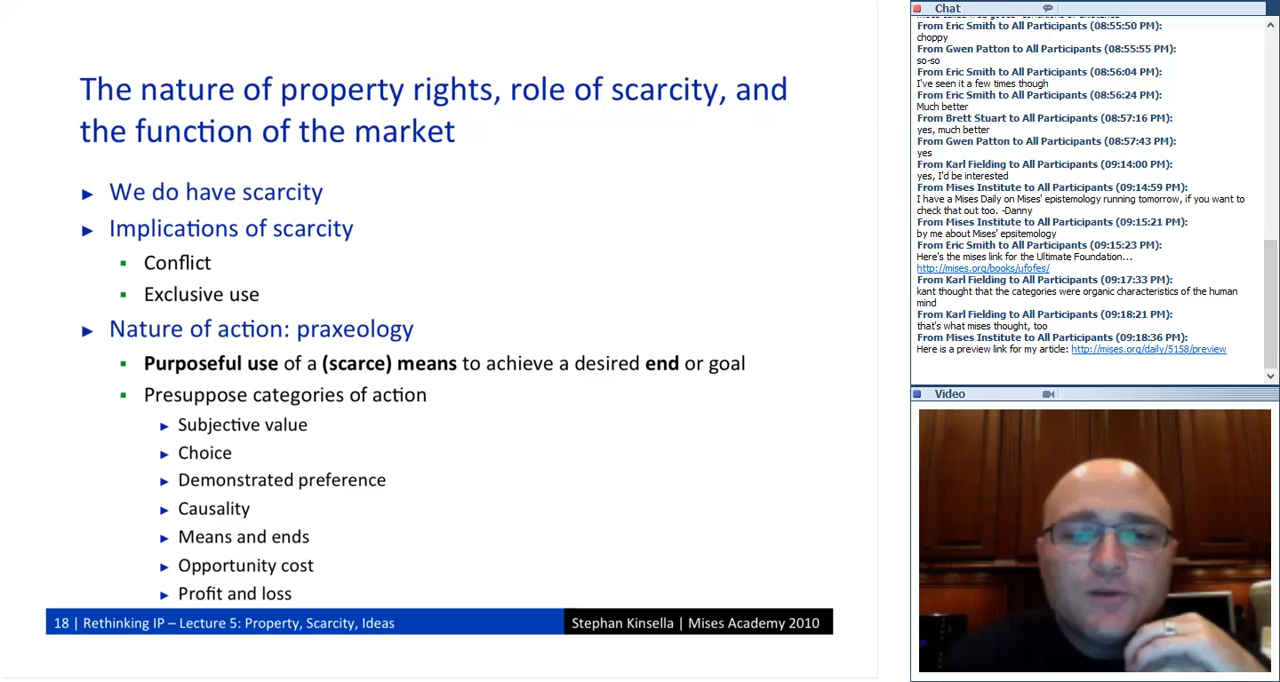 The nature of property rights, role of scarcity, and
the function of the market
► We do have scarcity
► Implications of scarcity
▪ Conflict
▪ Exclusive use
► Nature of action: praxeology
▪ Purposeful use of a (scarce) means to achieve a desired end or goal
▪ Presuppose categories of action
► Subjective value
► Choice
► Demonstrated preference
► Causality
► Means and ends
► Opportunity cost
► Profit and loss
18 | Rethinking IP – Lecture 5: Property, Scarcity, Ideas
Stephan Kinsella | Mises Academy 2010
Chat
From Eric Smith to All Participants (08:55:50 PM):
choppy
From Gwen Patton to All Participants (08:55:55 PM):
so-so
From Eric Smith to All Participants (08:56:04 PM):
I've seen it a few times though
From Eric Smith to All Participants (08:56:24 PM):
Much better
From Brett Stuart to All Participants (08:57:16 PM):
yes, much better
From Gwen Patton to All Participants (08:57:43 PM):
yes
From Karl Fielding to All Participants (09:14:00 PM):
yes, I'd be interested
From Mises Institute to All Participants (09:14:59 PM):
I have a Mises Daily on Mises' epistemology running tomorrow, if you want to
check that out too. -Danny
From Mises Institute to All Participants (09:15:21 PM):
by me about Mises' epsitemology
From Eric Smith to All Participants (09:15:23 PM):
Here's the mises link for the Ultimate Foundation...
http://mises.org/books/ufofes/
From Karl Fielding to All Participants (09:17:33 PM):
kant thought that the categories were organic characteristics of the human
mind
From Karl Fielding to All Participants (09:18:21 PM):
that's what mises thought, too
From Mises Institute to All Participants (09:18:36 PM):
Here is a preview link for my article: http://mises.org/daily/5158/preview
Video